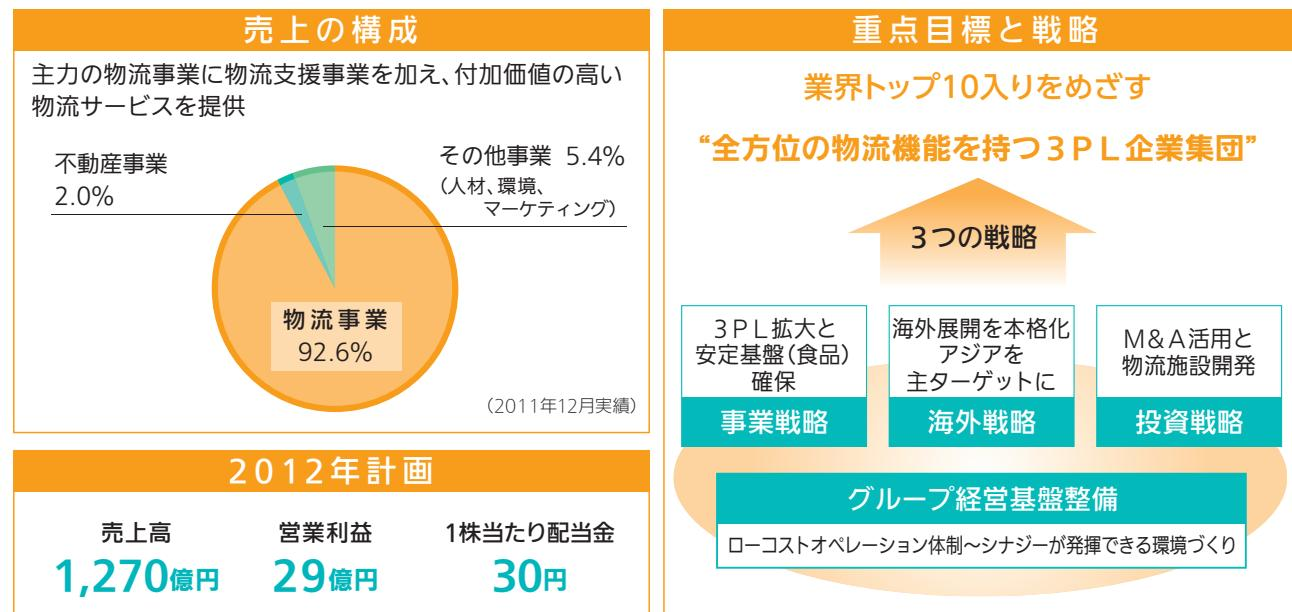 売上の構成
主力の物流事業に物流支援事業を加え、付加価値の高い
物流サービスを提供
不動産事業
2.0%
その他事業 5.4%
（人材、環境、
マーケティング）
物流事業
92.6%
（2011年12月実績）
2012年計画
売上高
1,270億円
営業利益
29億円
1株当たり配当金
30円
重点目標と戦略
業界トップ10入りをめざす
“全方位の物流機能を持つ３ＰＬ企業集団”
３つの戦略
３ＰＬ拡大と
安定基盤（食品）
確保
事業戦略
海外展開を本格化
アジアを
主ターゲットに
海外戦略
Ｍ＆Ａ活用と
物流施設開発
投資戦略
グループ経営基盤整備
ローコストオペレーション体制～シナジーが発揮できる環境づくり